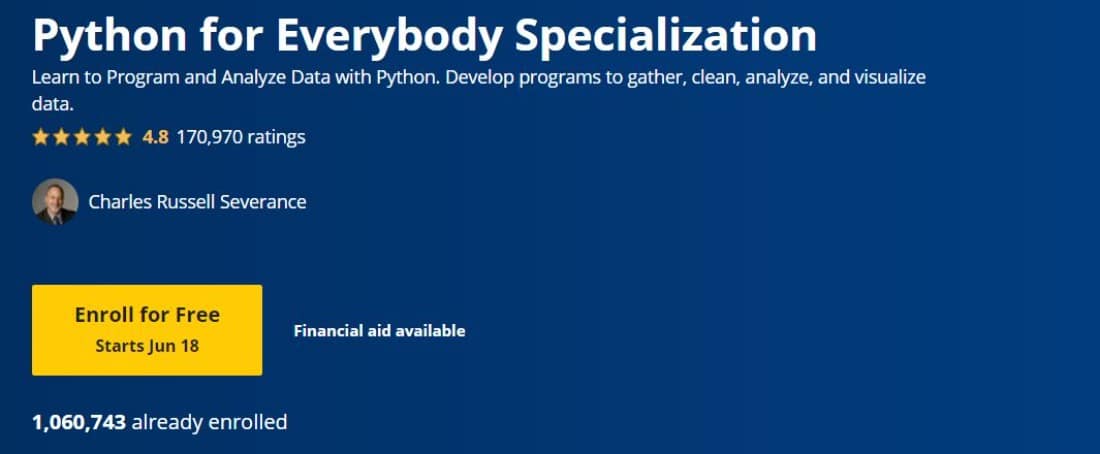 Python for Everybody Specialization
Learn to Program and Analyze Data with Python. Develop programs to gather, clean, analyze, and visualize
data.
4.8 170,970 ratings
Charles Russell Severance
Enroll for Free
Starts Jun 18
Financial aid available
1,060,743 already enrolled